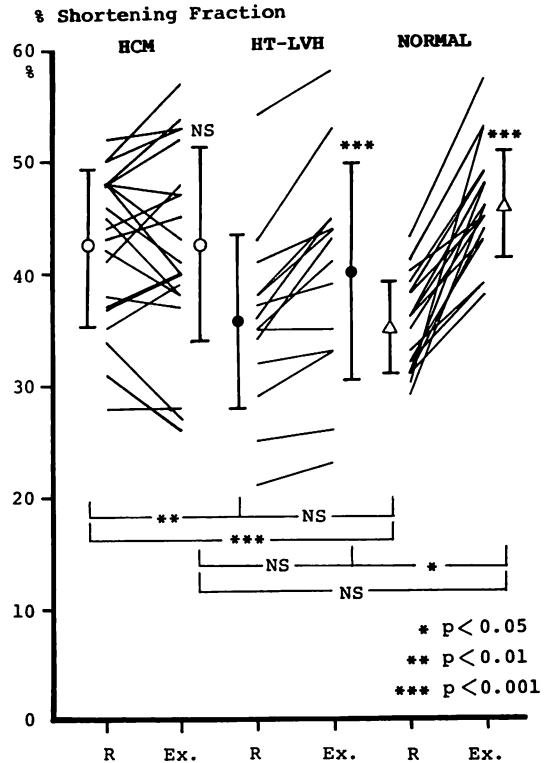 % Shortening Fraction
HCM HT-LVH NORMAL
60
%
NS
***
***
50
40
30
20
** NS
***
NS *
NS
10
* p<0.05
** p<0.01
*** p<0.001
0
R Ex. R Ex. R Ex.